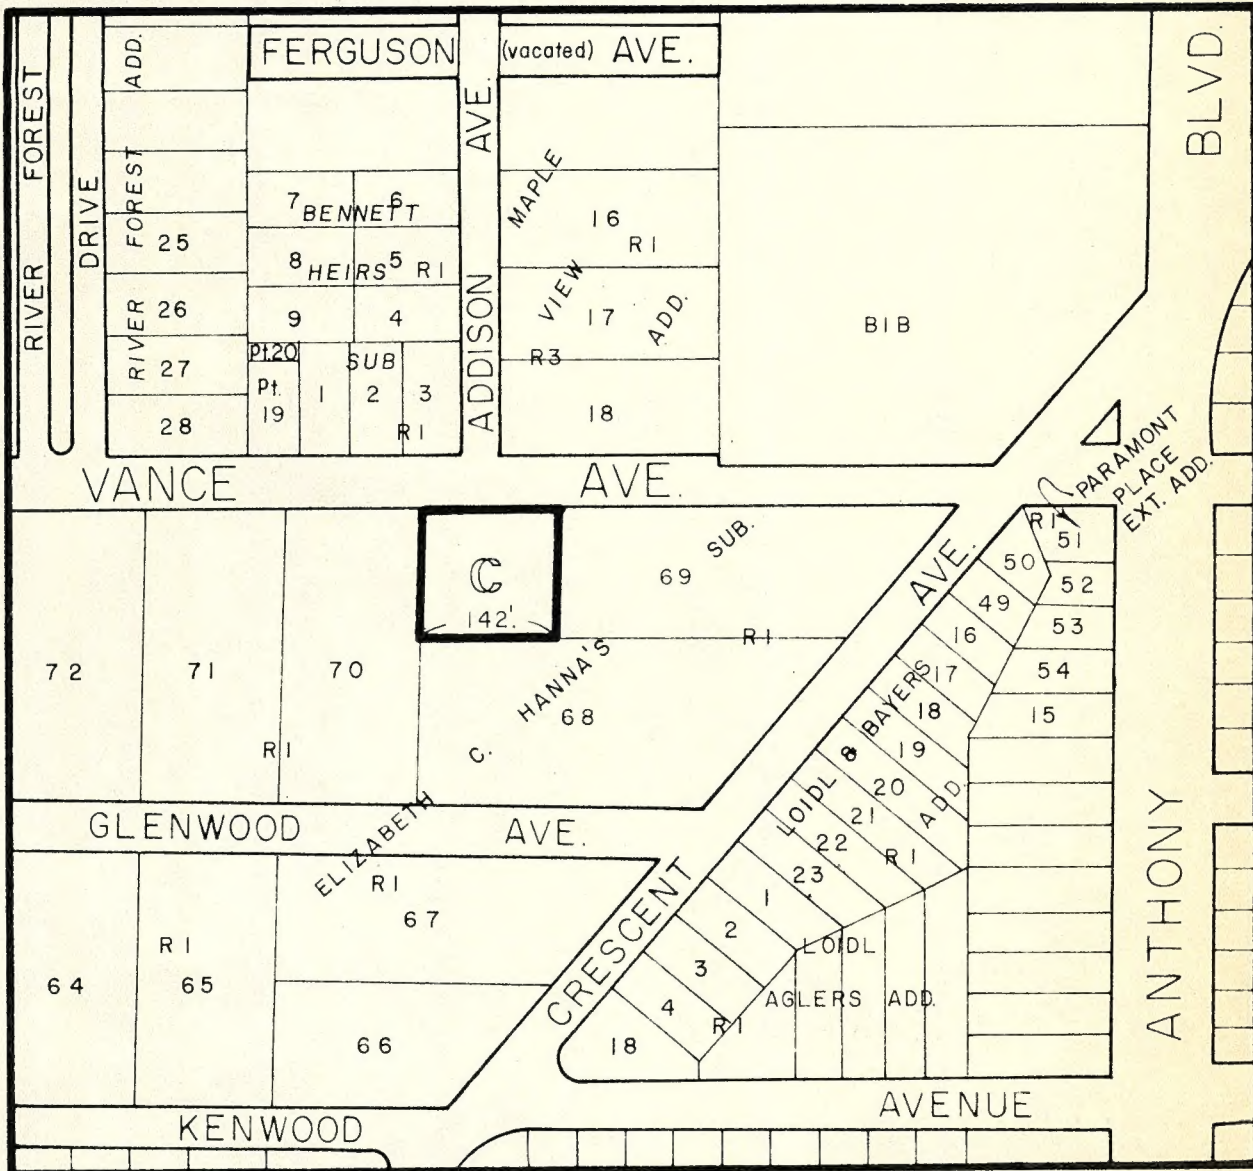 FERGUSON (vacated) AVE.
BLVD.
RIVER FOREST
DRIVE
RIVER FOREST ADD.
25
26
27
28
7 6
BENNETT
8 5
HEIRS R1
9 4
Pt.20
SUB
Pt.
19
1 2 3
R1
ADDISON AVE.
MAPLE
VIEW
ADD.
16
R1
17
R3
18
B1B
VANCE AVE.
PARAMONT
PLACE
EXT. ADD.
C
142'.
69
SUB.
R1
72
71
70
R1
68
ELIZABETH C. HANNA'S
GLENWOOD AVE.
R1
67
64
R1
65
66
CRESCENT AVE.
R1
51
50
52
49
53
16
54
17
15
18
19
20
21
22
R1
23
LOIDL & BAYERS ADD.
1
2
3
4
R1
18
LOIDL
AGLERS ADD.
ANTHONY
KENWOOD AVENUE